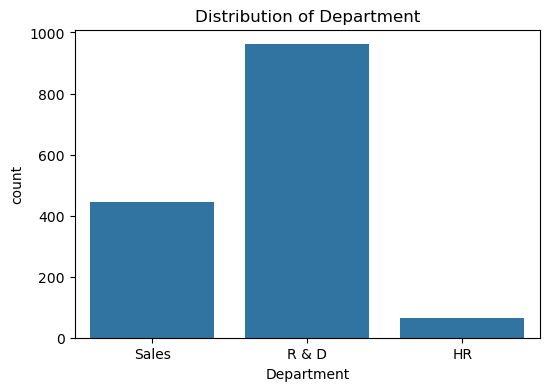 Distribution of Department
1000
800
600
400
200
0
count
Sales
R & D
HR
Department